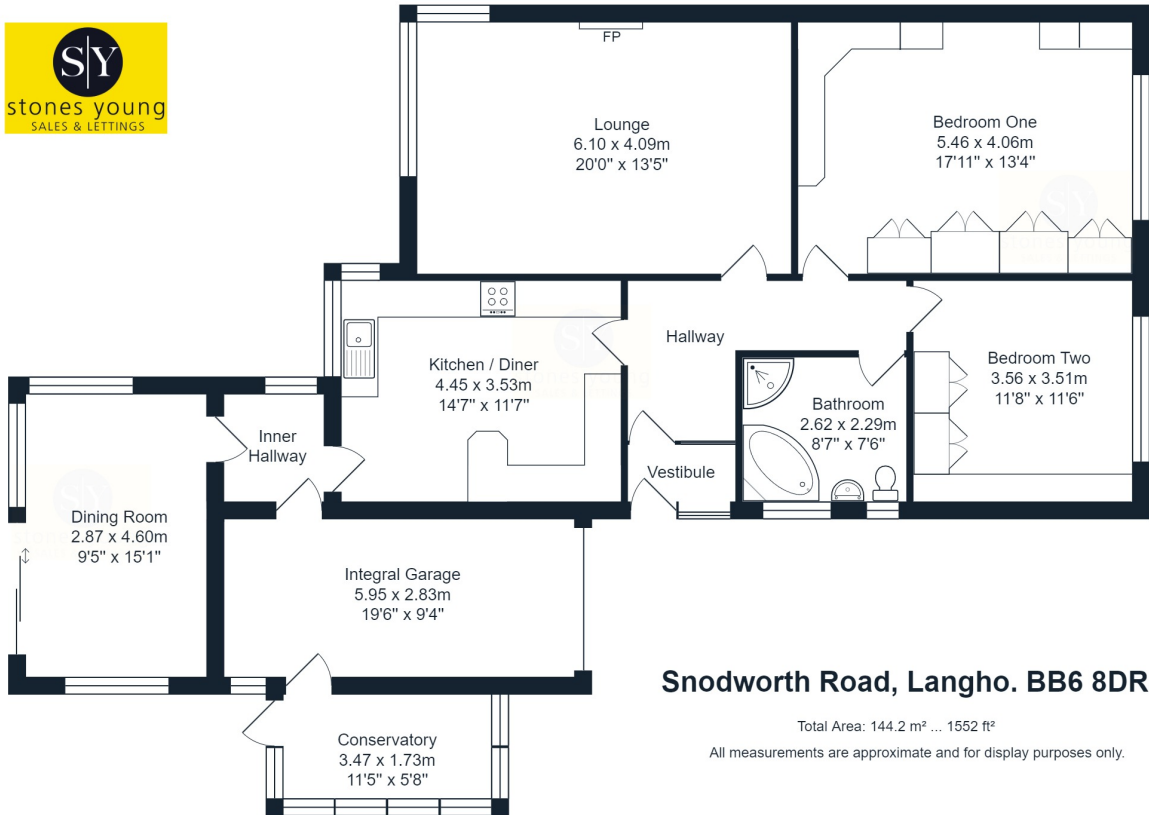 S|Y
stones young
SALES & LETTINGS
FP
Lounge
6.10 x 4.09m
20'0" x 13'5"
Bedroom One
5.46 x 4.06m
17'11" x 13'4"
Hallway
Kitchen / Diner
4.45 x 3.53m
14'7" x 11'7"
Bedroom Two
3.56 x 3.51m
11'8" x 11'6"
Bathroom
2.62 x 2.29m
8'7" x 7'6"
Inner
Hallway
Vestibule
Dining Room
2.87 x 4.60m
9'5" x 15'1"
Integral Garage
5.95 x 2.83m
19'6" x 9'4"
Conservatory
3.47 x 1.73m
11'5" x 5'8"
Snodworth Road, Langho. BB6 8DR
Total Area: 144.2 m² ... 1552 ft²
All measurements are approximate and for display purposes only.